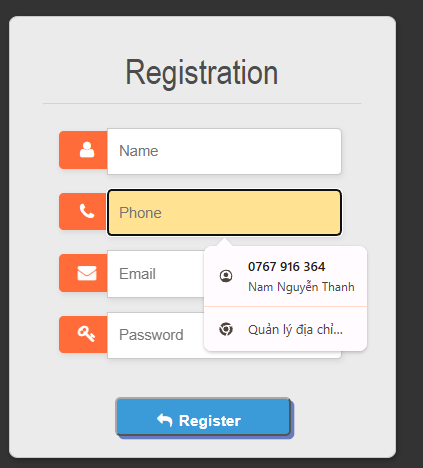 Registration
Name
Phone
0767 916 364
Nam Nguyễn Thanh
Email
Quản lý địa chỉ...
Password
Register